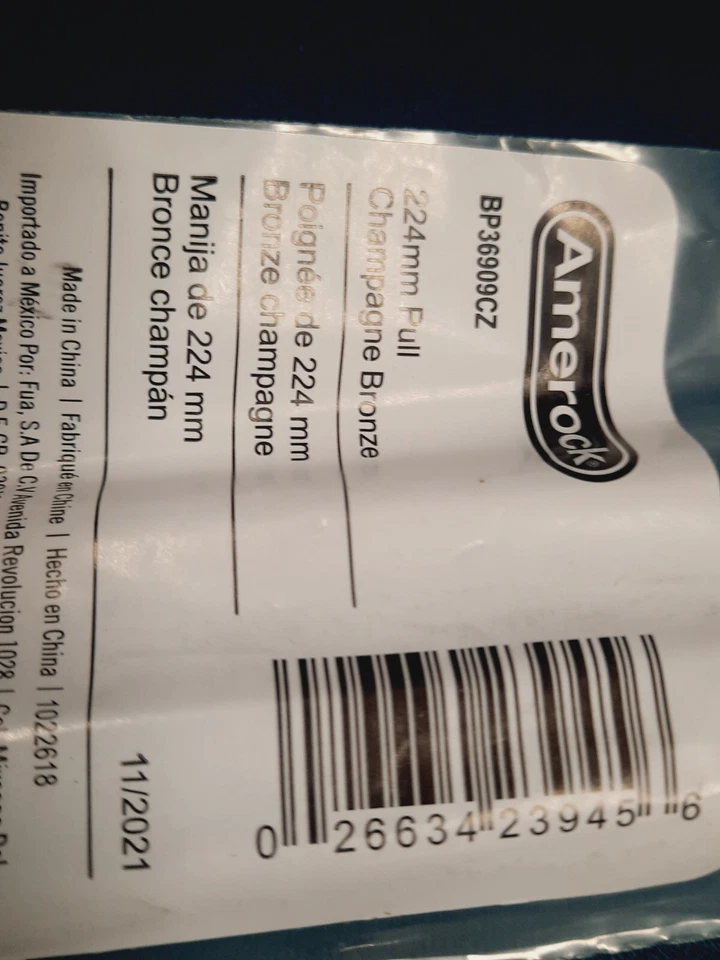 Amerock®
BP36909CZ
224mm Pull
Champagne Bronze
Poignée de 224 mm
Bronze champagne
Manija de 224 mm
Bronce champán
0 26634 23945 6
11/2021
Made in China | Fabriqué en Chine | Hecho en China | 1022618
Importado a México Por: Fua, S.A De C.V Avenida Revolucion 1028 | Col.